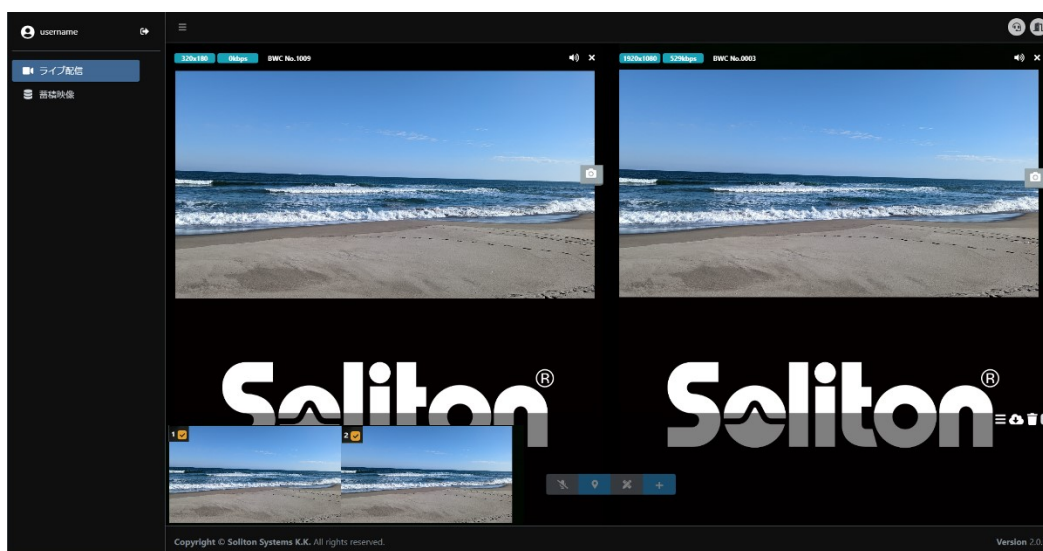 username
ライブ配信
蓄積映像
320x180 0kbps BWC No.1009
1920x1080 529kbps BWC No.0003
Soliton®
Soliton®
1
2
Copyright © Soliton Systems K.K. All rights reserved.
Version 2.0.